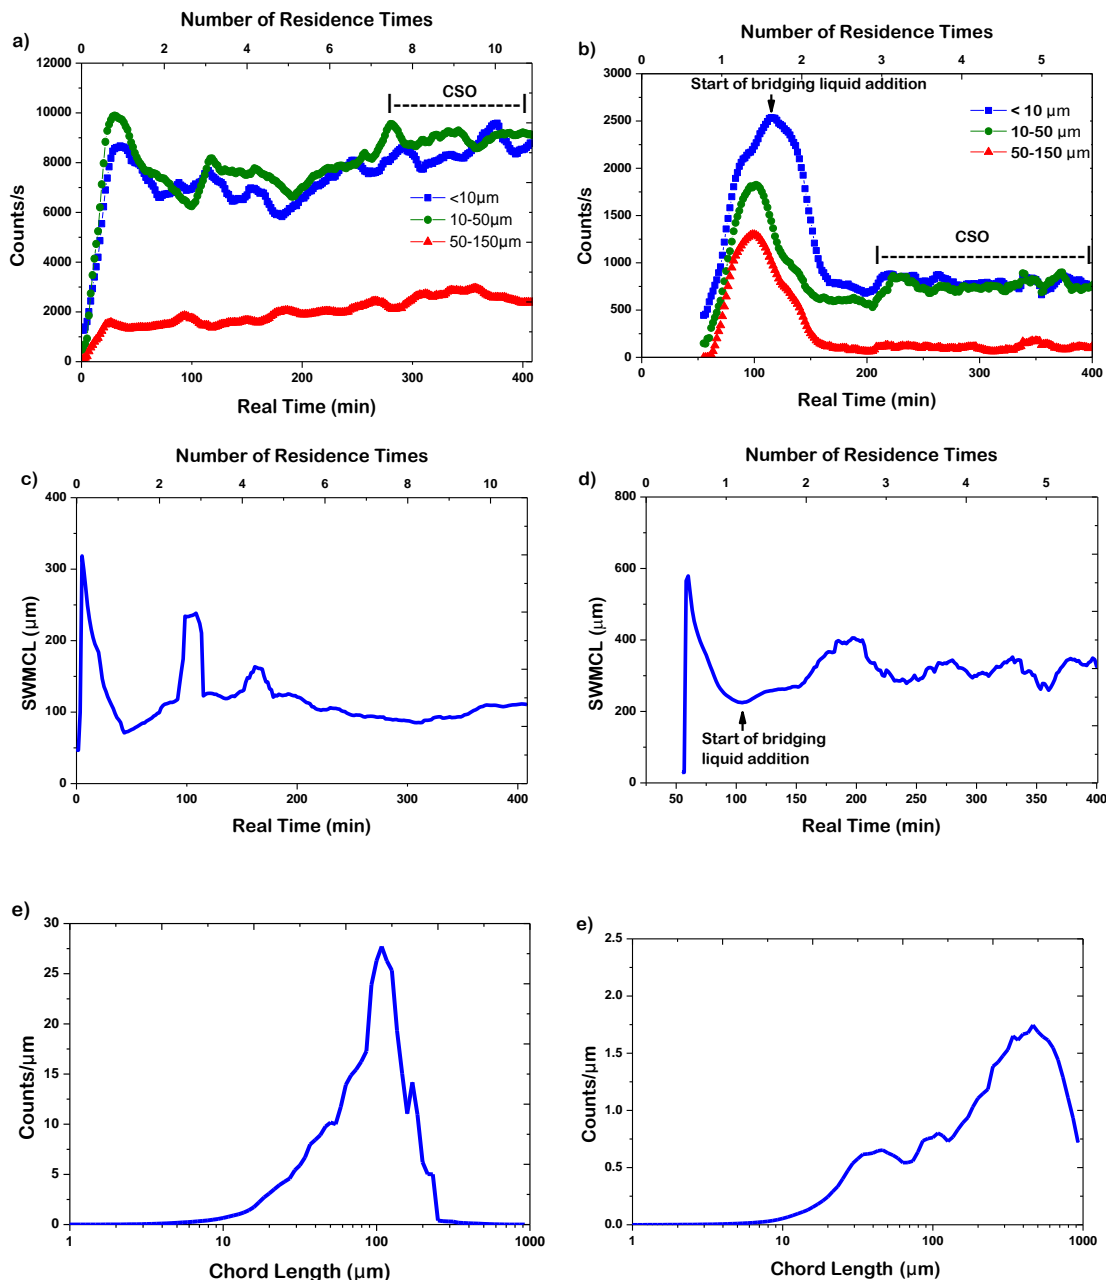 Number of Residence Times
a)
0 2 4 6 8 10
12000
10000
8000
6000
4000
2000
0
Counts/s
CSO
<10µm
10-50µm
50-150µm
0 100 200 300 400
Real Time (min)
Number of Residence Times
b)
0 1 2 3 4 5
3000
2500
2000
1500
1000
500
0
Counts/s
Start of bridging liquid addition
< 10 µm
10-50 µm
50-150 µm
CSO
0 100 200 300 400
Real Time (min)
Number of Residence Times
c)
0 2 4 6 8 10
400
300
200
100
0
SWMCL (µm)
0 100 200 300 400
Real Time (min)
Number of Residence Times
d)
0 1 2 3 4 5
800
600
400
200
0
SWMCL (µm)
Start of bridging
liquid addition
50 100 150 200 250 300 350 400
Real Time (min)
e)
30
25
20
15
10
5
0
Counts/µm
1 10 100 1000
Chord Length (µm)
e)
2.5
2.0
1.5
1.0
0.5
0.0
Counts/µm
1 10 100 1000
Chord Length (µm)